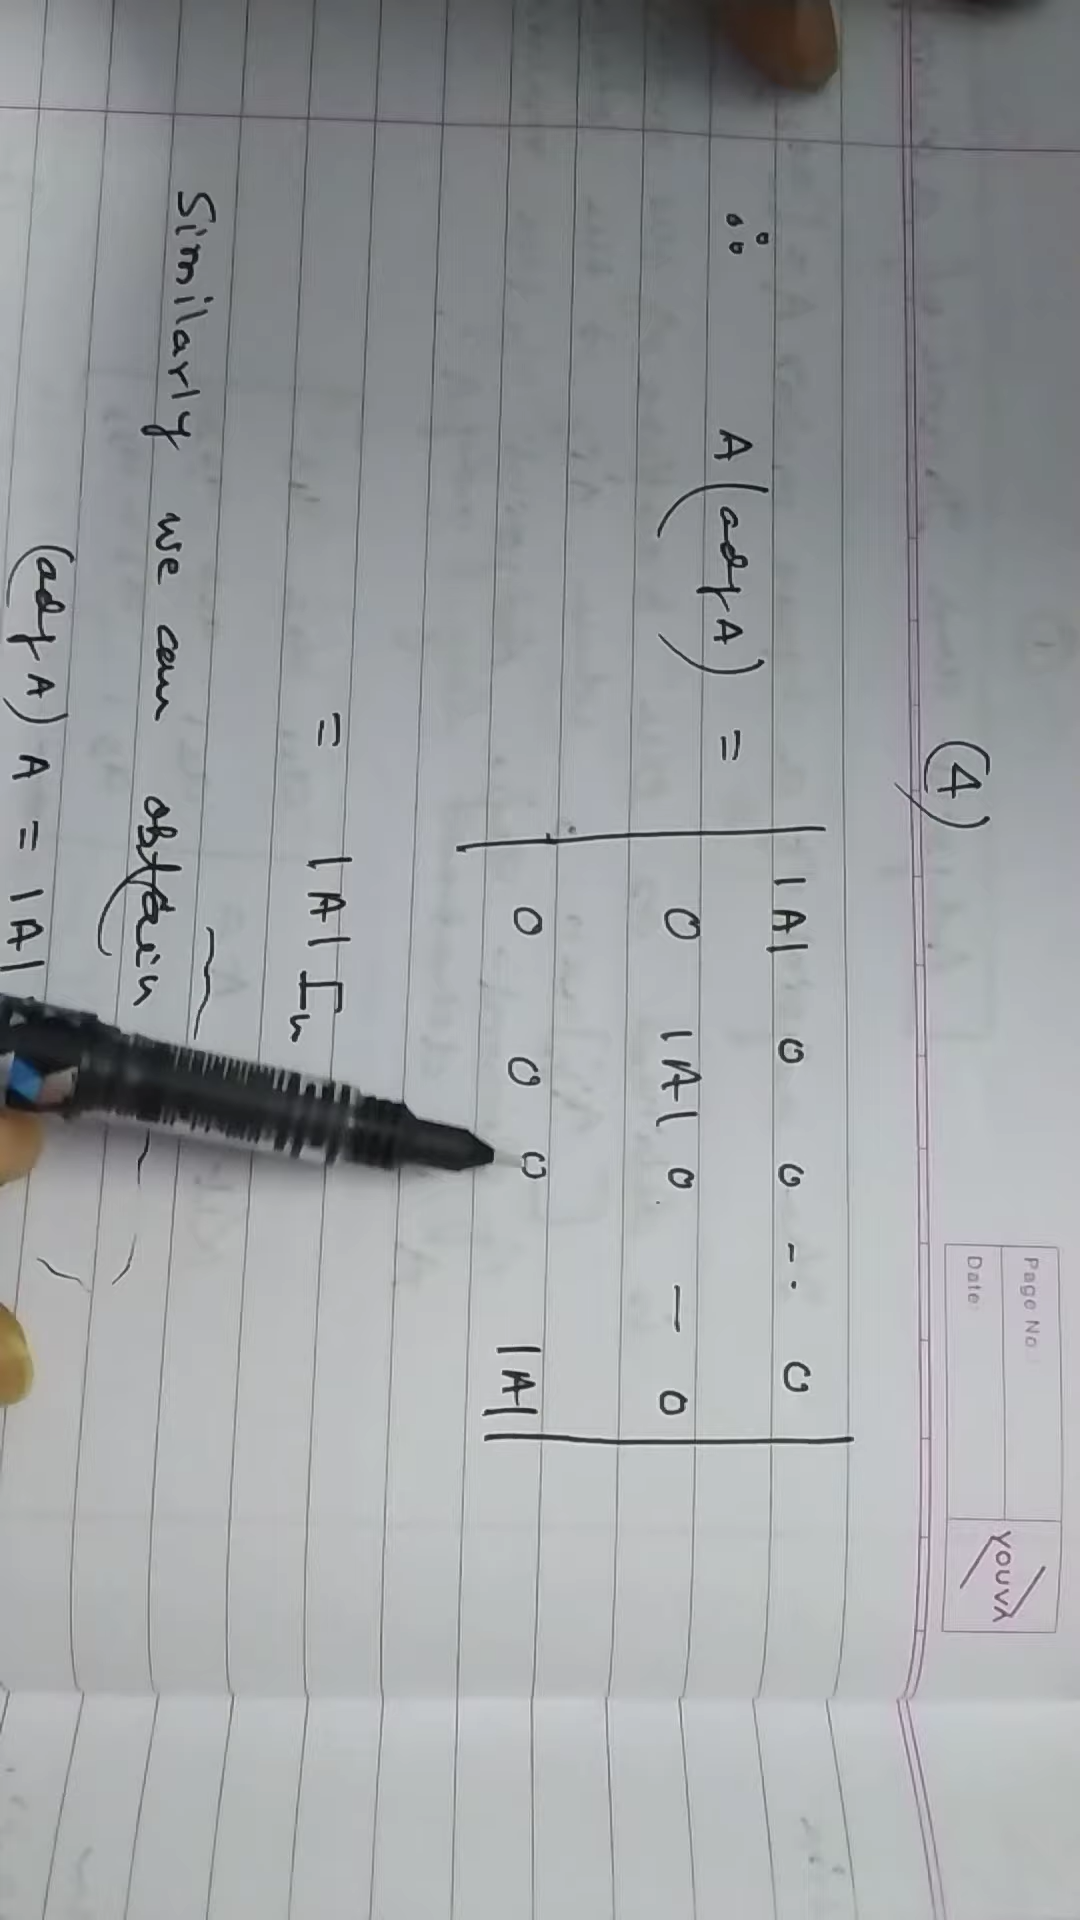 (4)
Page No.
Date
YOUVA
∴ A (adj A) = | |A| 0 0 - . 0
0 |A| 0 — 0
0 0 0 |A| |
= |A| In
Similarly we can obtain
(adj A) A = |A|